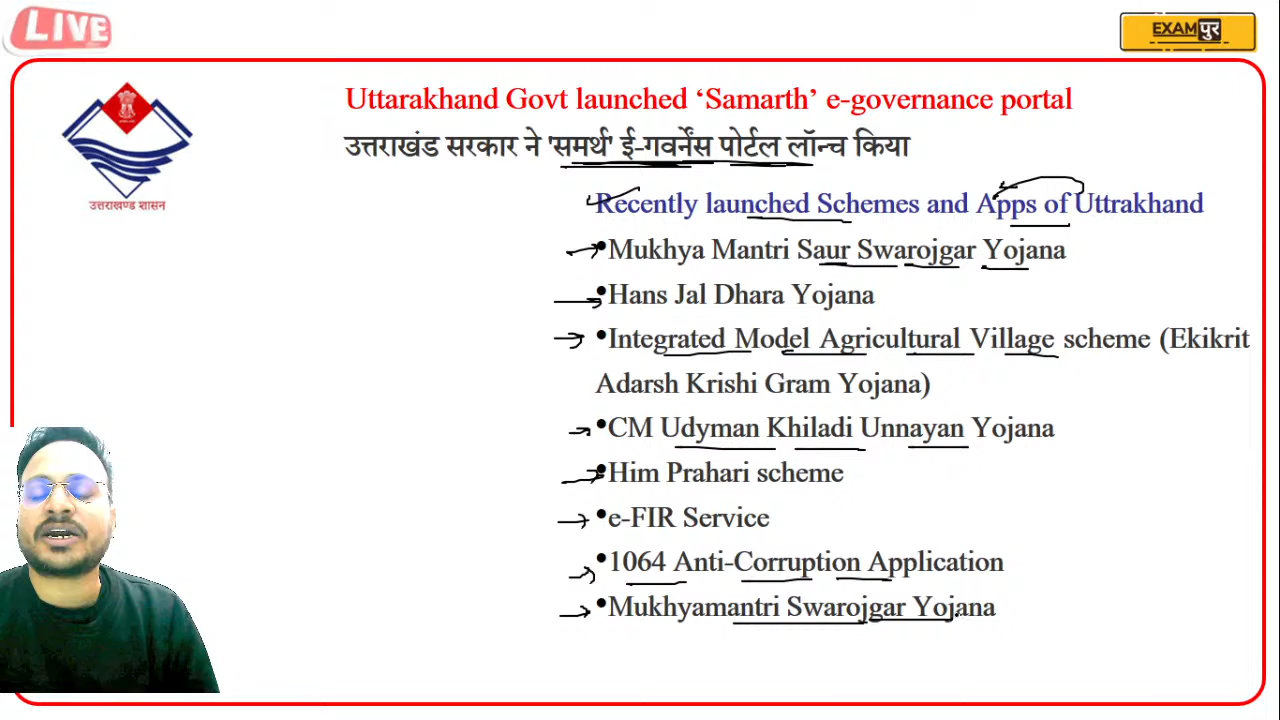 LIVE
EXAMपुर
Uttarakhand Govt launched ‘Samarth’ e-governance portal
उत्तराखंड सरकार ने 'समर्थ' ई-गवर्नेंस पोर्टल लॉन्च किया
उत्तराखण्ड शासन
Recently launched Schemes and Apps of Uttrakhand
•Mukhya Mantri Saur Swarojgar Yojana
•Hans Jal Dhara Yojana
•Integrated Model Agricultural Village scheme (Ekikrit
Adarsh Krishi Gram Yojana)
•CM Udyman Khiladi Unnayan Yojana
•Him Prahari scheme
•e-FIR Service
•1064 Anti-Corruption Application
•Mukhyamantri Swarojgar Yojana